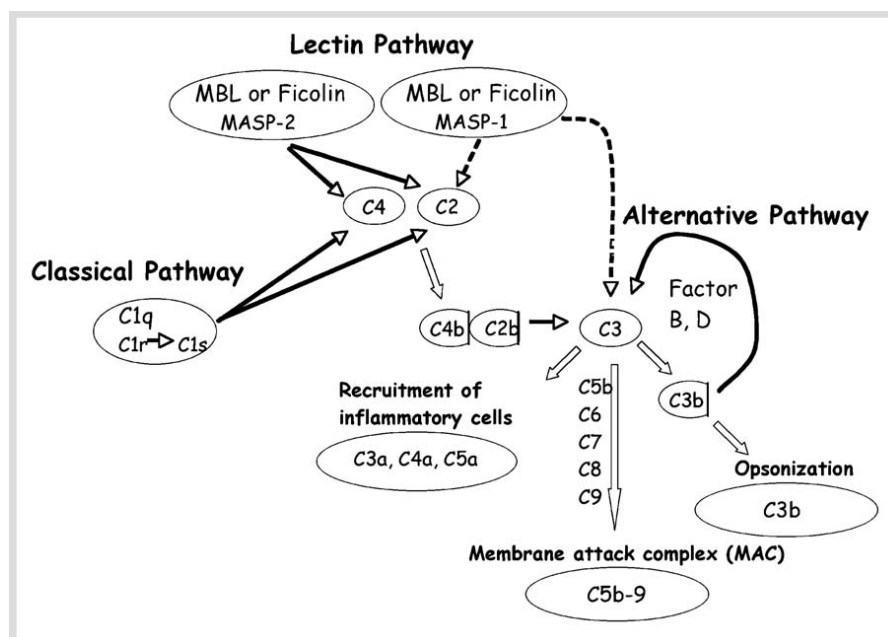 Lectin Pathway
MBL or Ficolin
MASP-2
MBL or Ficolin
MASP-1
C4
C2
Alternative Pathway
Classical Pathway
C1q
C1r C1s
Factor
B, D
C4b
C2b
C3
C3b
Recruitment of
inflammatory cells
C3a, C4a, C5a
C5b
C6
C7
C8
C9
Opsonization
C3b
Membrane attack complex (MAC)
C5b-9